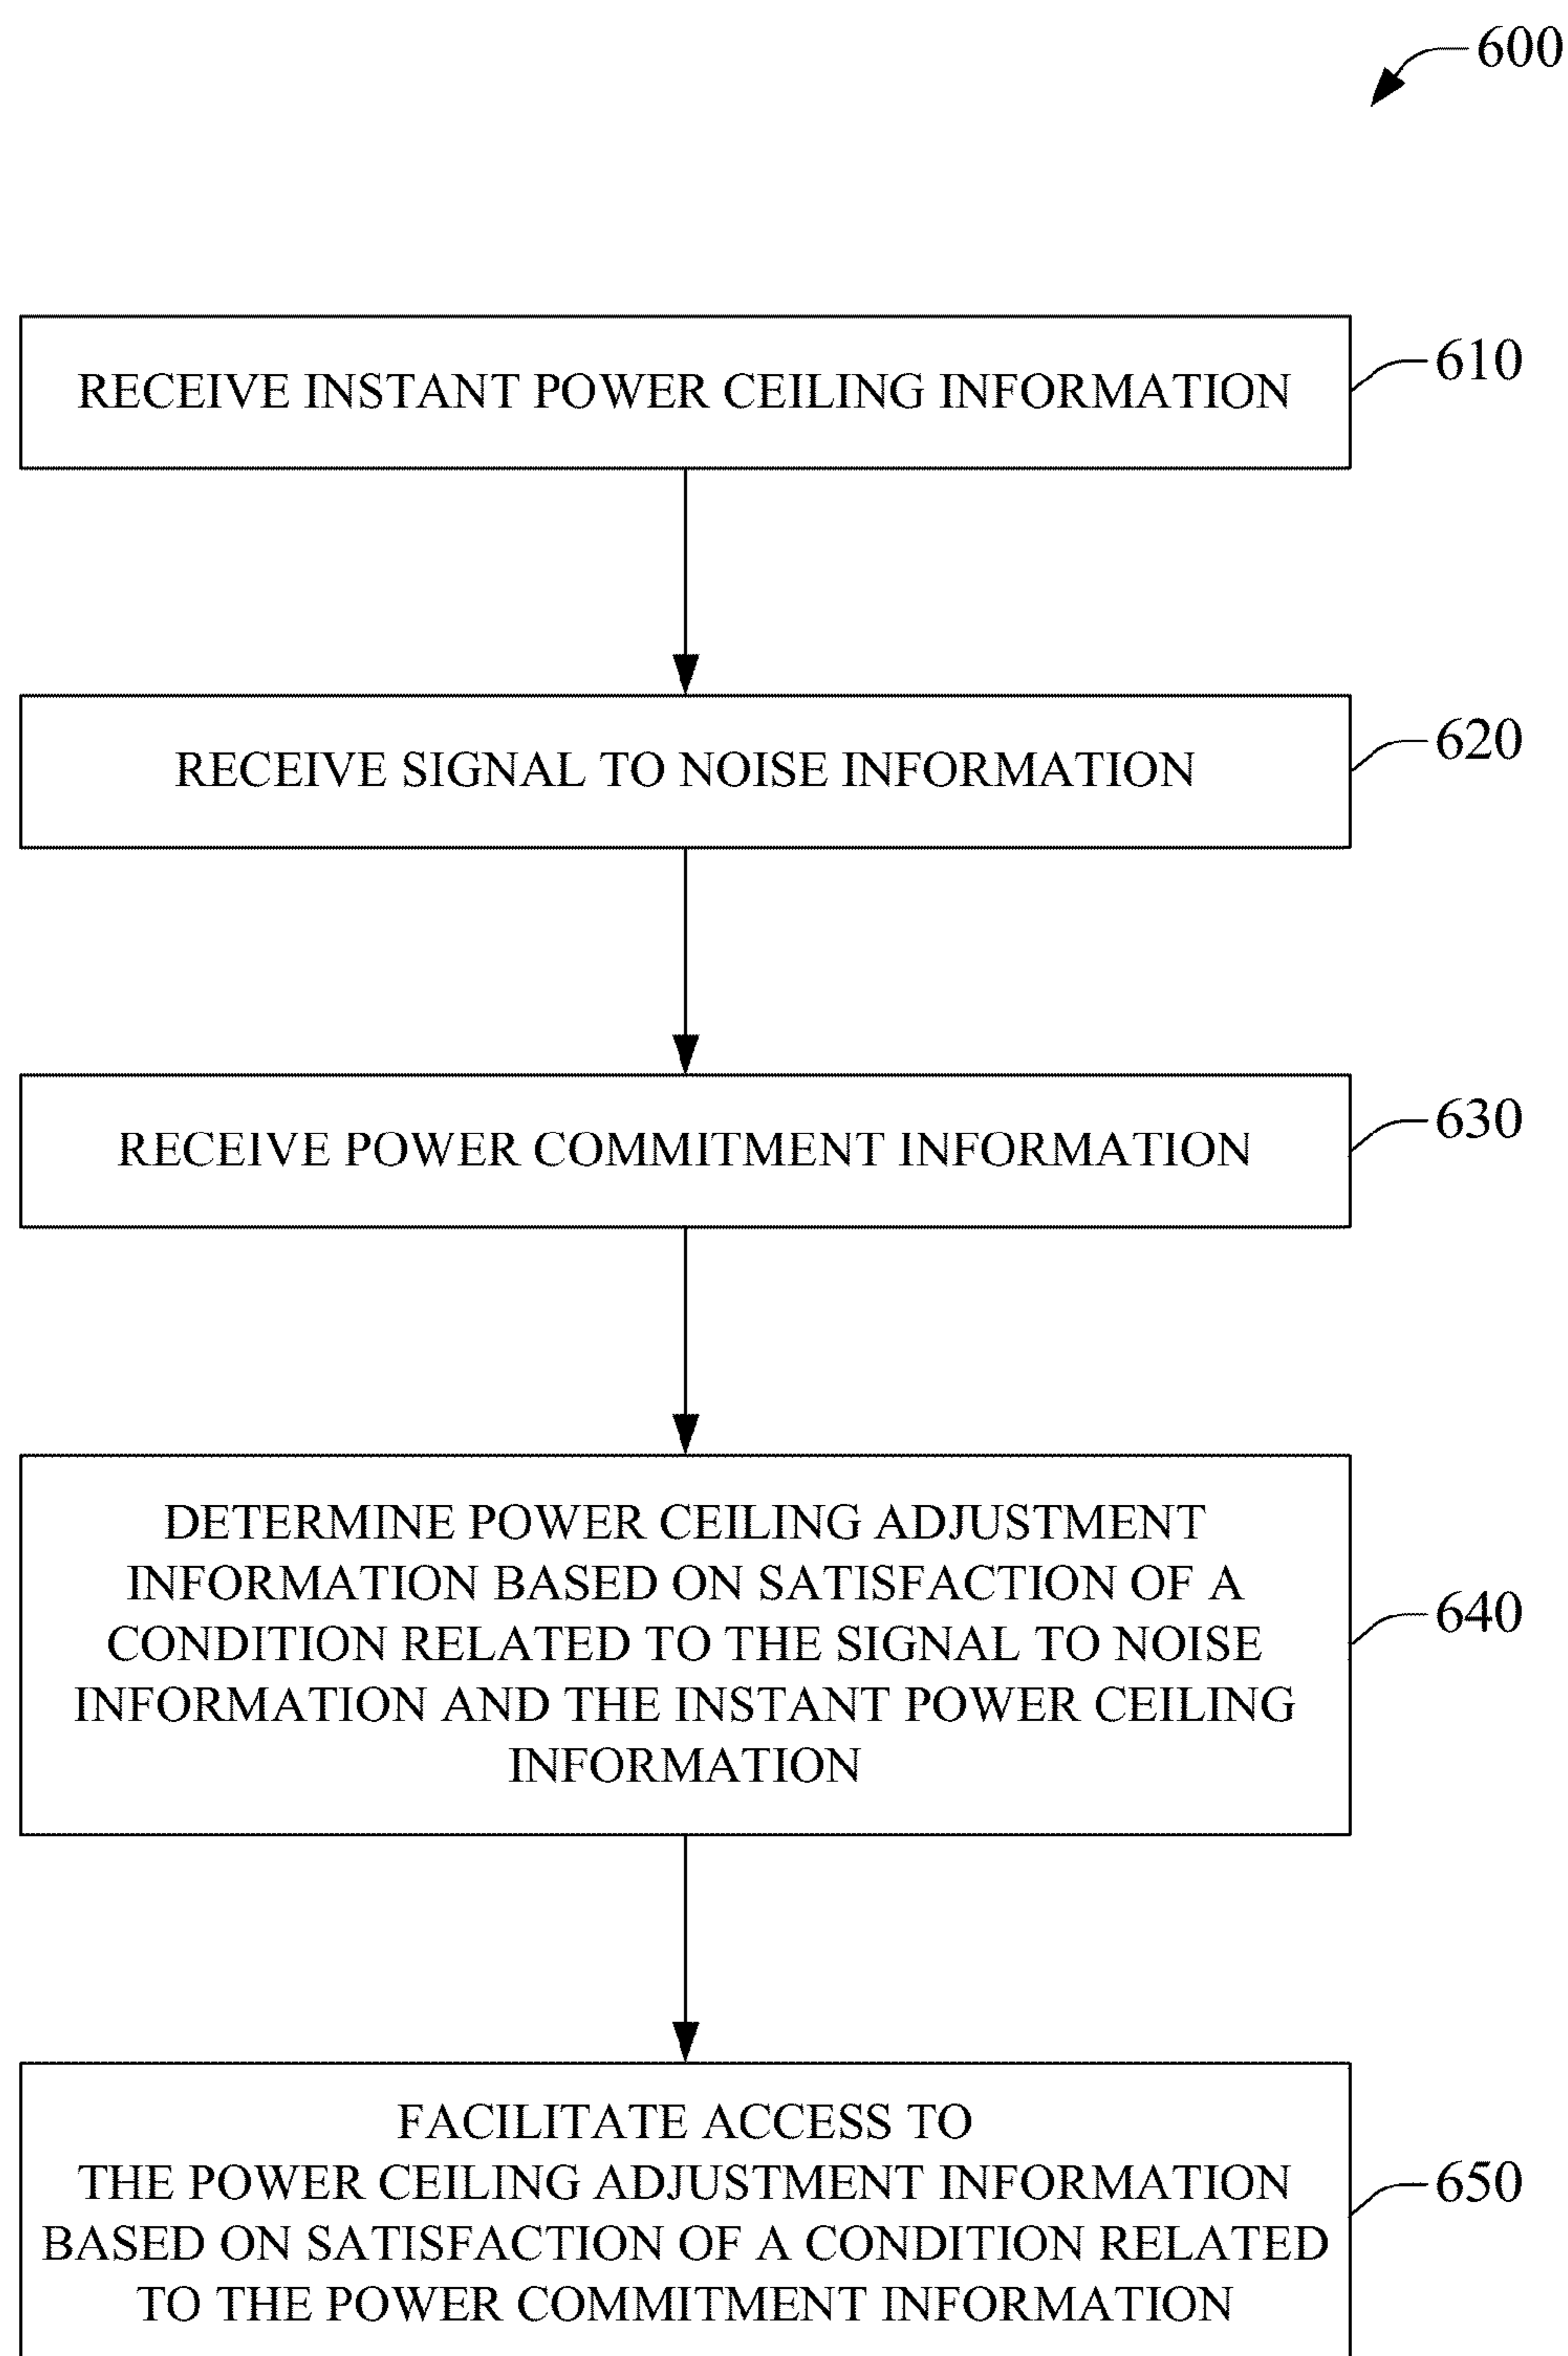 600
RECEIVE INSTANT POWER CEILING INFORMATION
610
RECEIVE SIGNAL TO NOISE INFORMATION
620
RECEIVE POWER COMMITMENT INFORMATION
630
DETERMINE POWER CEILING ADJUSTMENT
INFORMATION BASED ON SATISFACTION OF A
CONDITION RELATED TO THE SIGNAL TO NOISE
INFORMATION AND THE INSTANT POWER CEILING
INFORMATION
640
FACILITATE ACCESS TO
THE POWER CEILING ADJUSTMENT INFORMATION
BASED ON SATISFACTION OF A CONDITION RELATED
TO THE POWER COMMITMENT INFORMATION
650